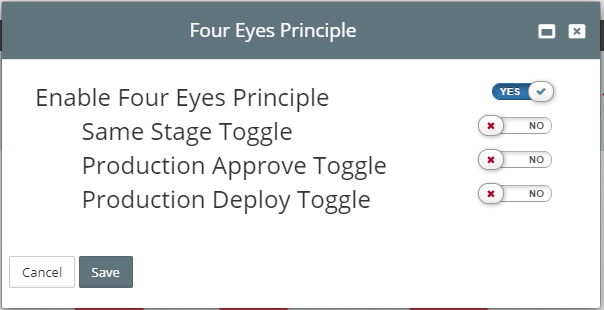 Four Eyes Principle
Enable Four Eyes Principle YES
Same Stage Toggle NO
Production Approve Toggle NO
Production Deploy Toggle NO
Cancel Save